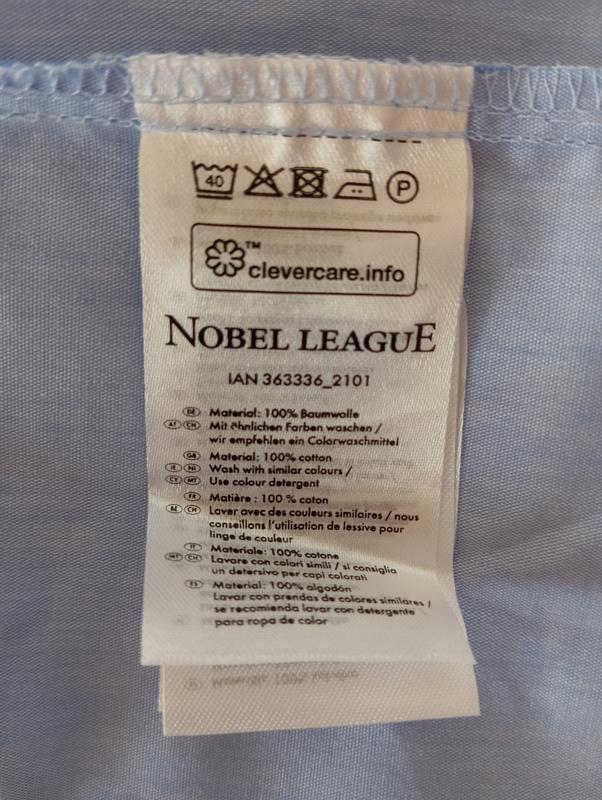 40 P
clevercare.info™
NOBEL LEAGUE
IAN 363336_2101
DE Material: 100% Baumwolle
AT CH Mit ähnlichen Farben waschen /
wir empfehlen ein Colorwaschmittel
GB Material: 100% cotton
IE NI Wash with similar colours /
CY MT Use colour detergent
FR Matière : 100 % coton
BE CH Laver avec des couleurs similaires / nous
conseillons l'utilisation de lessive pour
linge de couleur
IT Materiale: 100% cotone
MT CH Lavare con colori simili / si consiglia
un detersivo per capi colorati
ES Material: 100% algodón
Lavar con prendas de colores similares /
se recomienda lavar con detergente
para ropa de color